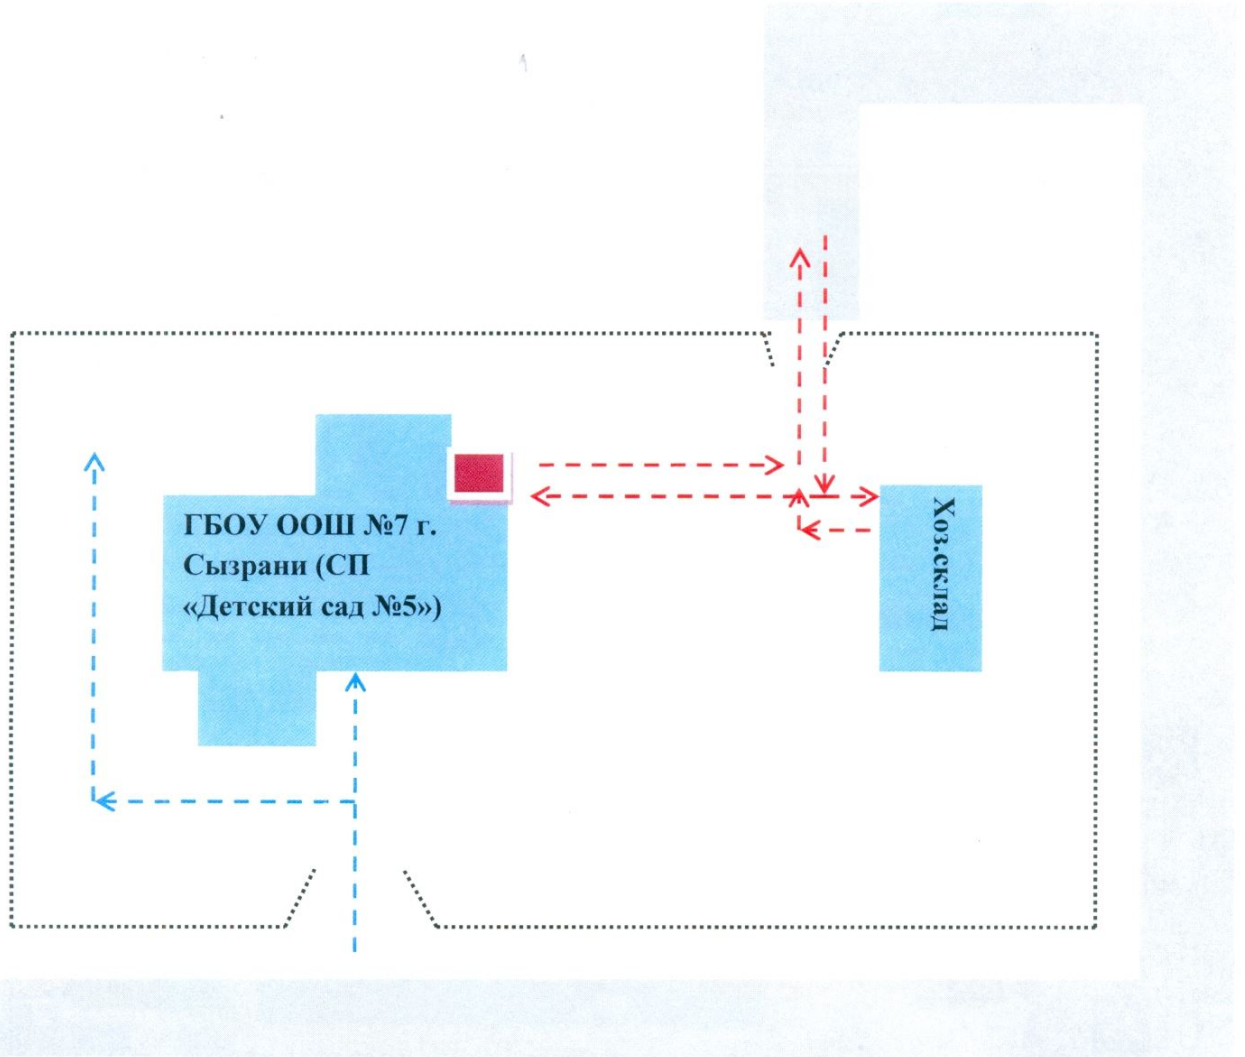 ГБОУ ООШ №7 г.
Сызрани (СП
«Детский сад №5»)
Хоз.склад